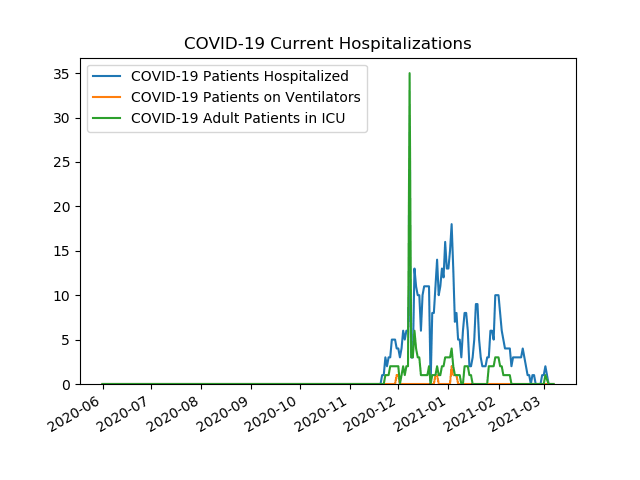 COVID-19 Current Hospitalizations
COVID-19 Patients Hospitalized
COVID-19 Patients on Ventilators
COVID-19 Adult Patients in ICU
35
30
25
20
15
10
5
0
2020-06 2020-07 2020-08 2020-09 2020-10 2020-11 2020-12 2021-01 2021-02 2021-03